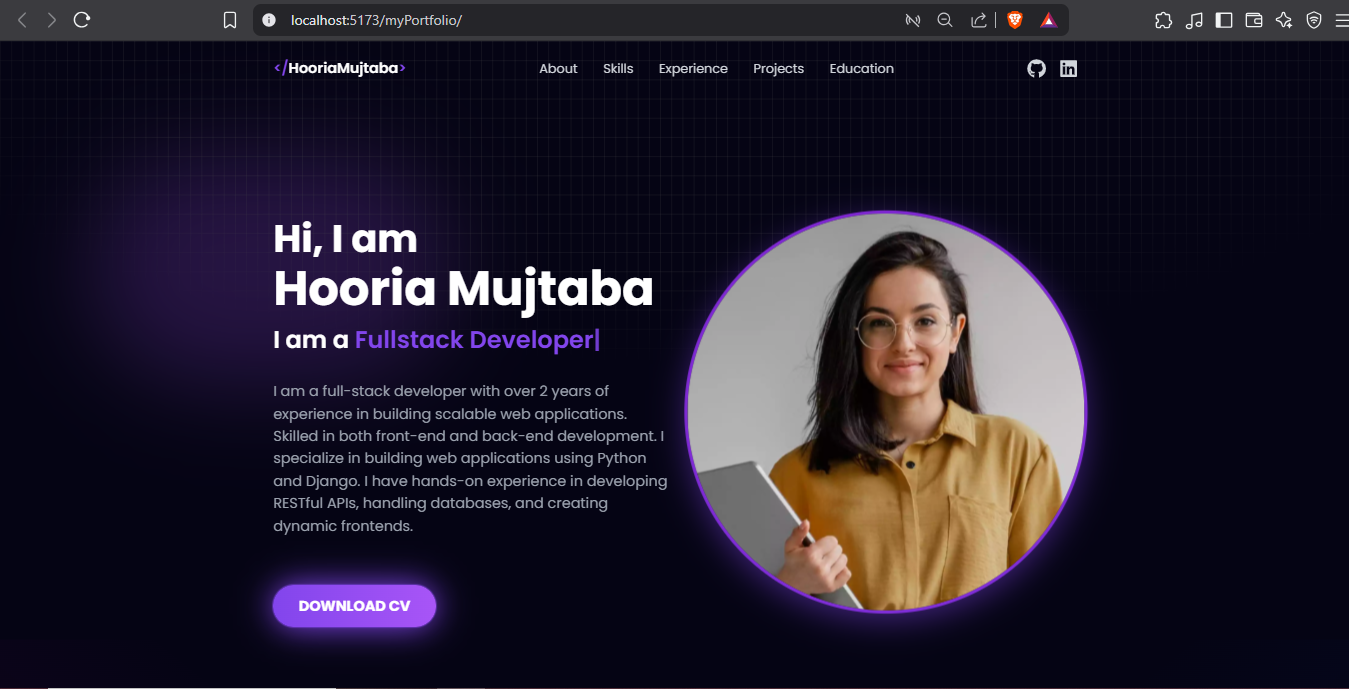 localhost:5173/myPortfolio/
</HooriaMujtaba>
About Skills Experience Projects Education
in
Hi, I am
Hooria Mujtaba
I am a Fullstack Developer|
I am a full-stack developer with over 2 years of
experience in building scalable web applications.
Skilled in both front-end and back-end development. I
specialize in building web applications using Python
and Django. I have hands-on experience in developing
RESTful APIs, handling databases, and creating
dynamic frontends.
DOWNLOAD CV